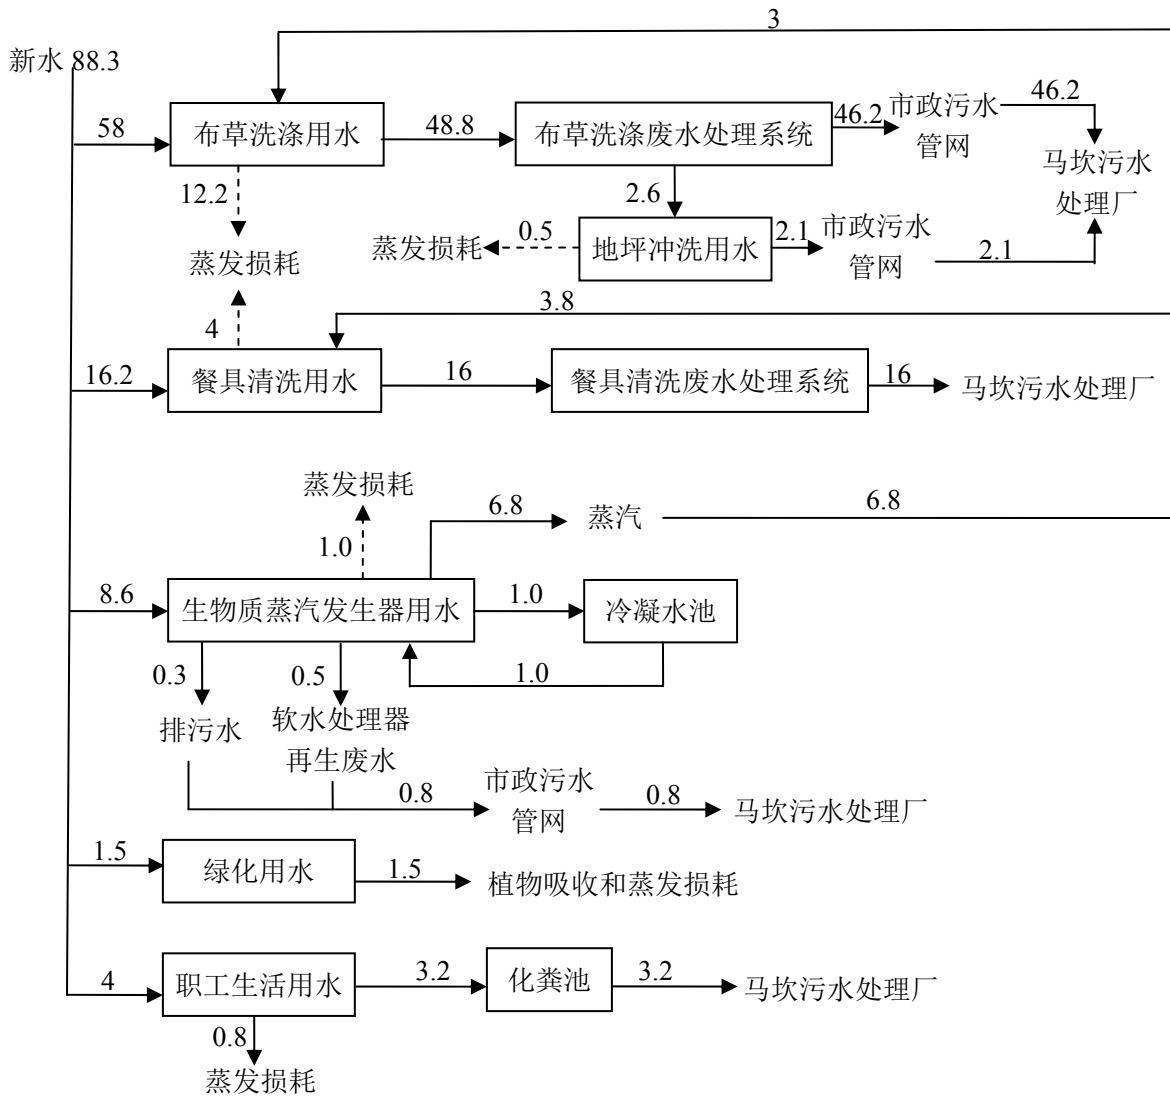 3
新水 88.3
58
布草洗涤用水
48.8
布草洗涤废水处理系统
46.2
市政污水
管网
46.2
马坎污水
处理厂
12.2
蒸发损耗
2.6
蒸发损耗
0.5
地坪冲洗用水
2.1
市政污水
管网
2.1
4
3.8
16.2
餐具清洗用水
16
餐具清洗废水处理系统
16
马坎污水处理厂
蒸发损耗
1.0
6.8
蒸汽
6.8
8.6
生物质蒸汽发生器用水
1.0
冷凝水池
1.0
0.3
排污水
0.5
软水处理器
再生废水
0.8
市政污水
管网
0.8
马坎污水处理厂
1.5
绿化用水
1.5
植物吸收和蒸发损耗
4
职工生活用水
3.2
化粪池
3.2
马坎污水处理厂
0.8
蒸发损耗